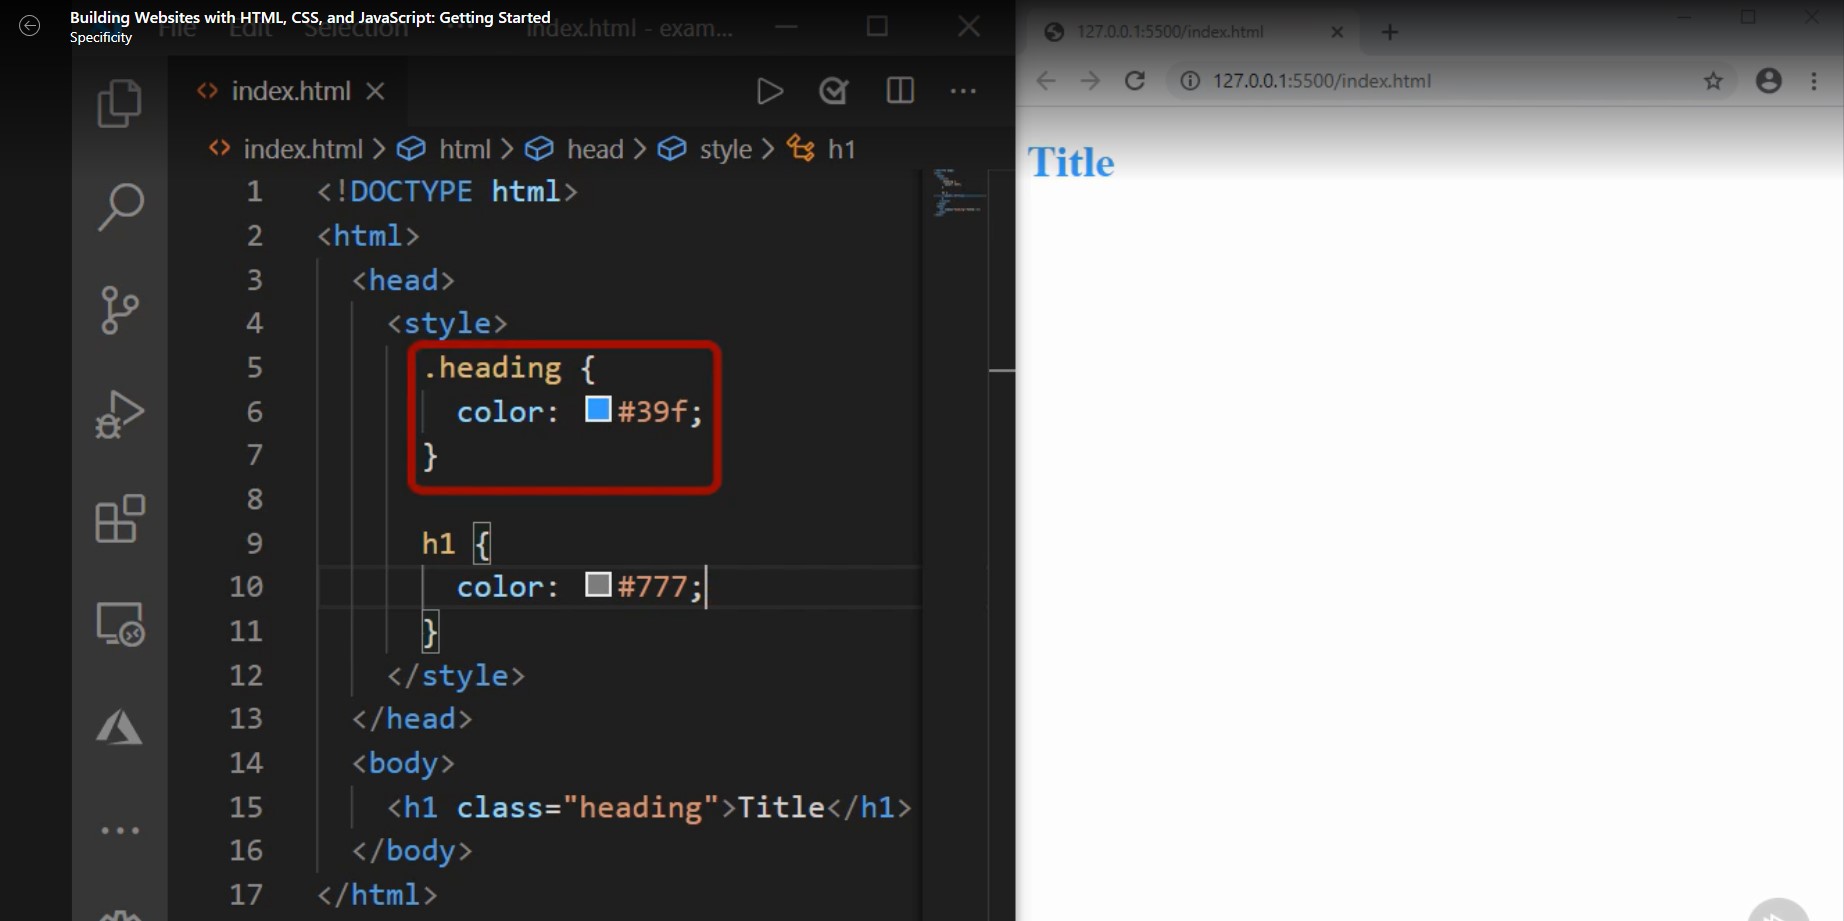 Building Websites with HTML, CSS, and JavaScript: Getting Started
Specificity
File Edit Selection ... index.html - exam...
index.html
index.html > html > head > style > h1
1 <!DOCTYPE html>
2 <html>
3 <head>
4 <style>
5 .heading {
6 color: #39f;
7 }
8
9 h1 {
10 color: #777;
11 }
12 </style>
13 </head>
14 <body>
15 <h1 class="heading">Title</h1>
16 </body>
17 </html>
127.0.0.1:5500/index.html
127.0.0.1:5500/index.html
Title